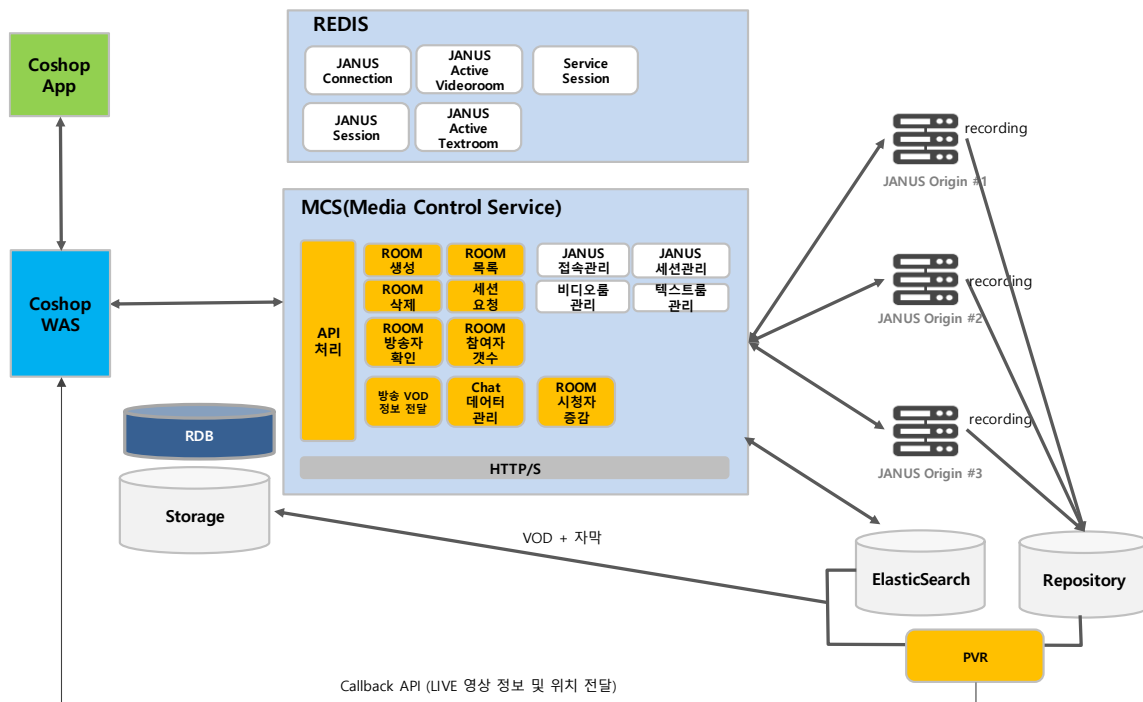 REDIS
JANUS
Connection
JANUS
Active
Videoroom
Service
Session
JANUS
Session
JANUS
Active
Textroom
Coshop
App
Coshop
WAS
RDB
Storage
MCS(Media Control Service)
API
처리
ROOM
생성
ROOM
목록
JANUS
접속관리
JANUS
세션관리
ROOM
삭제
세션
요청
비디오룸
관리
텍스트룸
관리
ROOM
방송자
확인
ROOM
참여자
갯수
방송 VOD
정보 전달
Chat
데어터
관리
ROOM
시청자
증감
HTTP/S
recording
JANUS Origin #1
JANUS Origin #2
recording
recording
JANUS Origin #3
VOD + 자막
ElasticSearch
Repository
PVR
Callback API (LIVE 영상 정보 및 위치 전달)